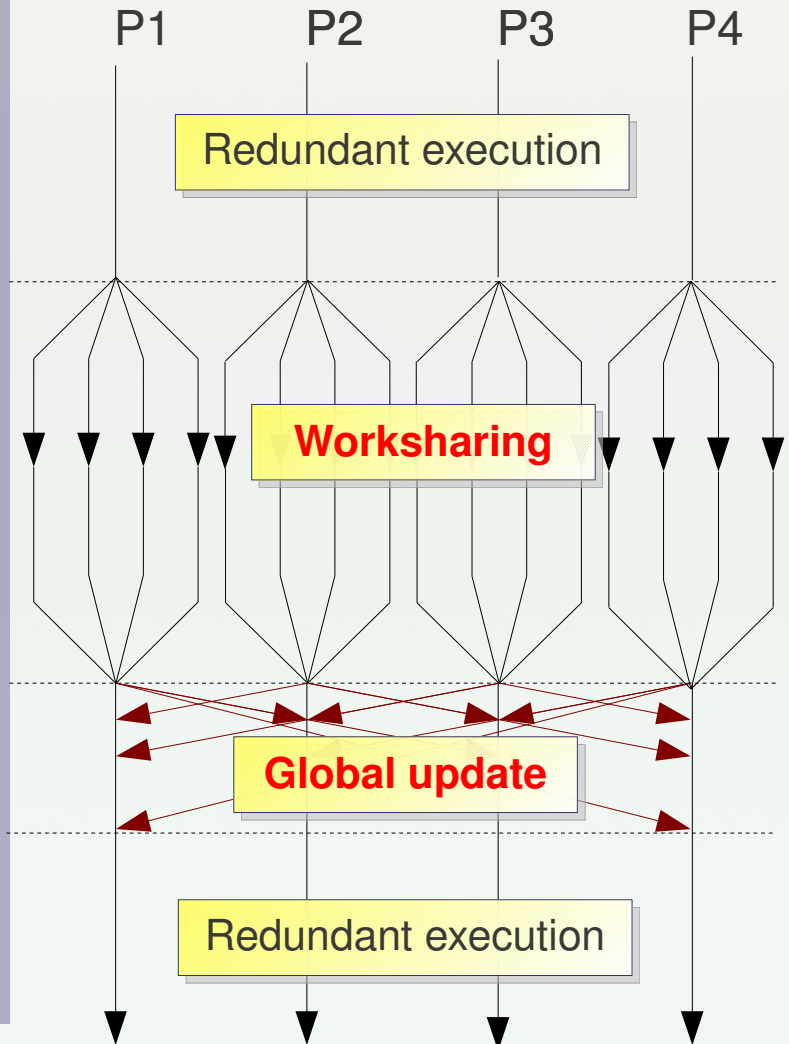 P1 P2 P3 P4
Redundant execution
Worksharing
Global update
Redundant execution